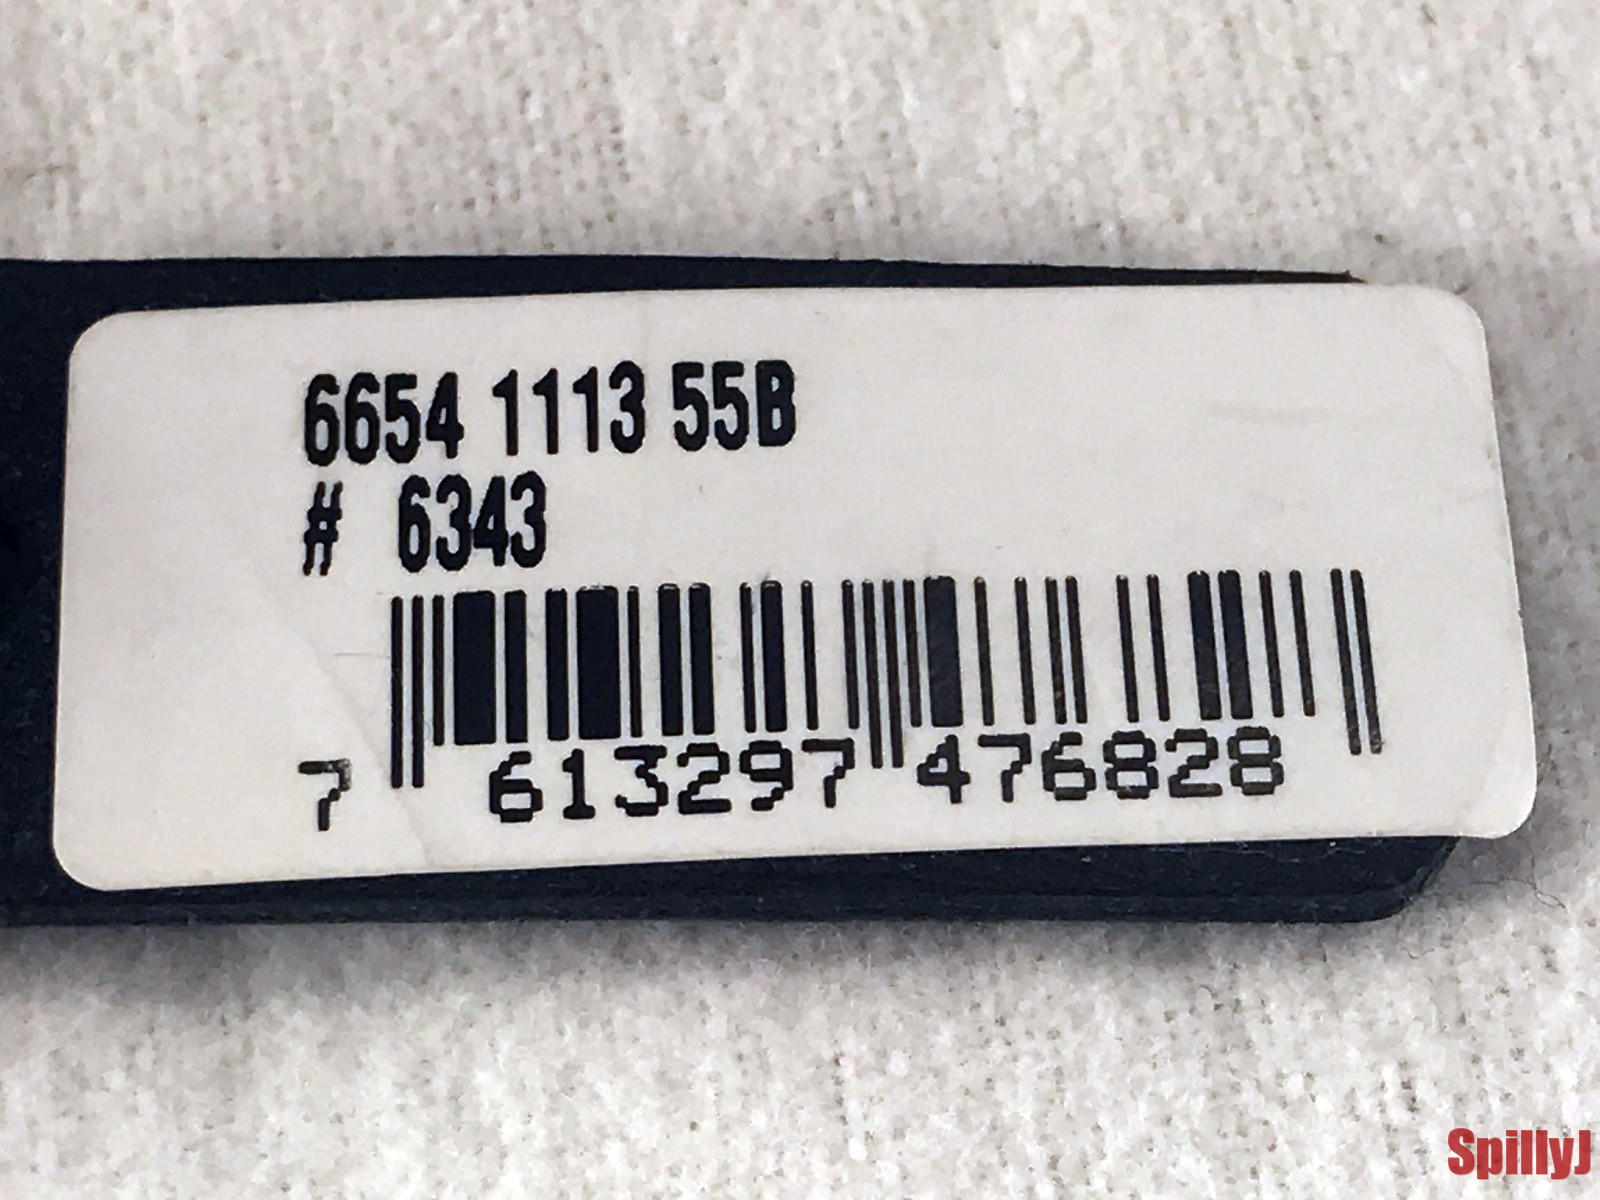 6654 1113 55B
# 6343
7 613297 476828
SpillyJ